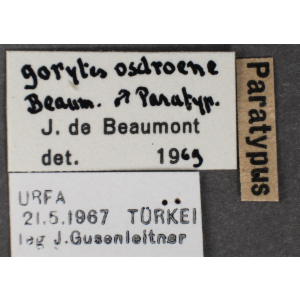 gorytes osdroene
Beaum. ♂ Paratyp.
J. de Beaumont
det. 1969
Paratypus
URFA
21.5.1967 TÜRKEI
leg J.Gusenleitner